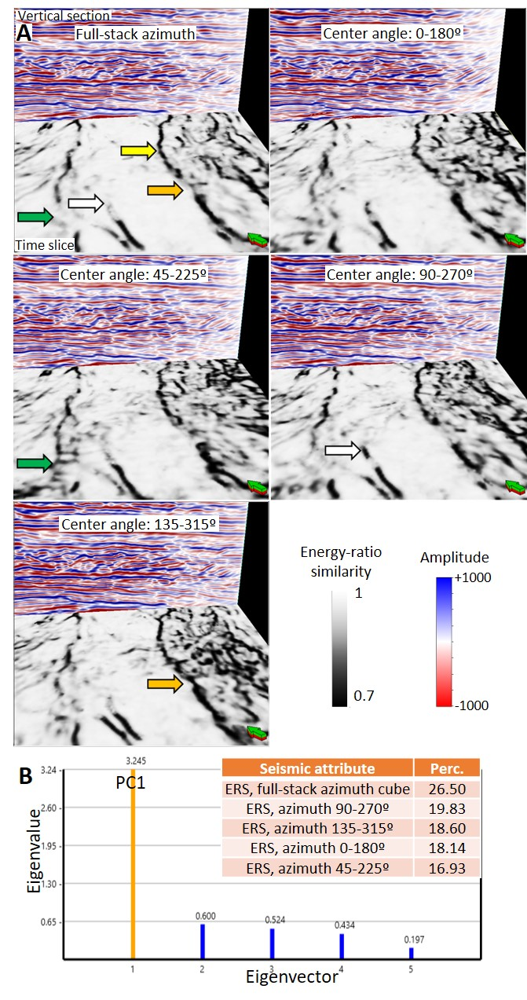 Vertical section
A
Full-stack azimuth
Center angle: 0-180º
Time slice
Center angle: 45-225º
Center angle: 90-270º
Center angle: 135-315º
Energy-ratio
similarity
1
0.7
Amplitude
+1000
-1000
B
3.245
PC1
Seismic attribute Perc.
ERS, full-stack azimuth cube 26.50
ERS, azimuth 90-270º 19.83
ERS, azimuth 135-315º 18.60
ERS, azimuth 0-180º 18.14
ERS, azimuth 45-225º 16.93
Eigenvalue
3.24
2.60
1.95
1.30
0.65
0.600
0.524
0.434
0.197
1 2 3 4 5
Eigenvector